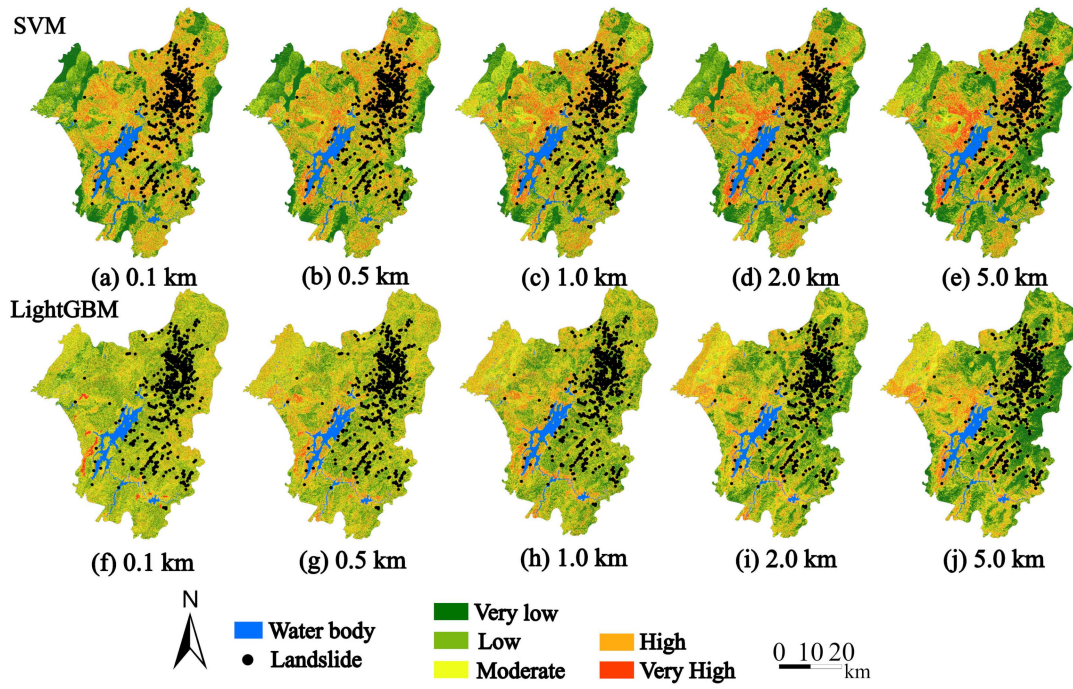 SVM
(a) 0.1 km
(b) 0.5 km
(c) 1.0 km
(d) 2.0 km
(e) 5.0 km
LightGBM
(f) 0.1 km
(g) 0.5 km
(h) 1.0 km
(i) 2.0 km
(j) 5.0 km
N
Water body
Landslide
Very low
Low
Moderate
High
Very High
0 10 20
km